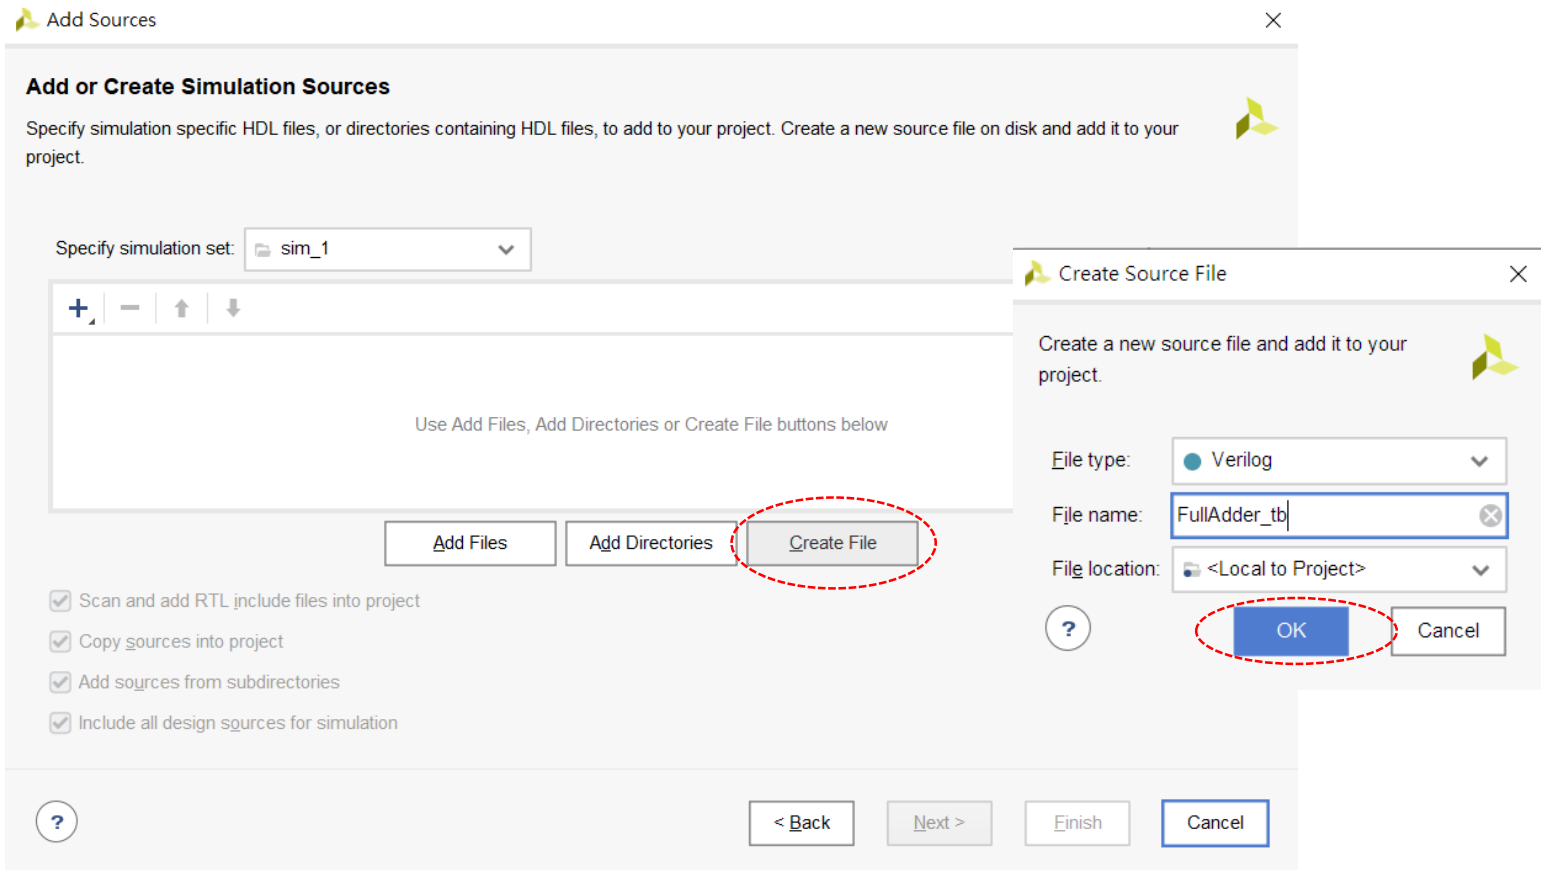 Add Sources
Add or Create Simulation Sources
Specify simulation specific HDL files, or directories containing HDL files, to add to your project. Create a new source file on disk and add it to your
project.
Specify simulation set:
sim_1
Use Add Files, Add Directories or Create File buttons below
Add Files
Add Directories
Create File
Scan and add RTL include files into project
Copy sources into project
Add sources from subdirectories
Include all design sources for simulation
?
< Back
Next >
Finish
Cancel
Create Source File
Create a new source file and add it to your
project.
File type:
Verilog
File name:
FullAdder_tb
File location:
<Local to Project>
?
OK
Cancel